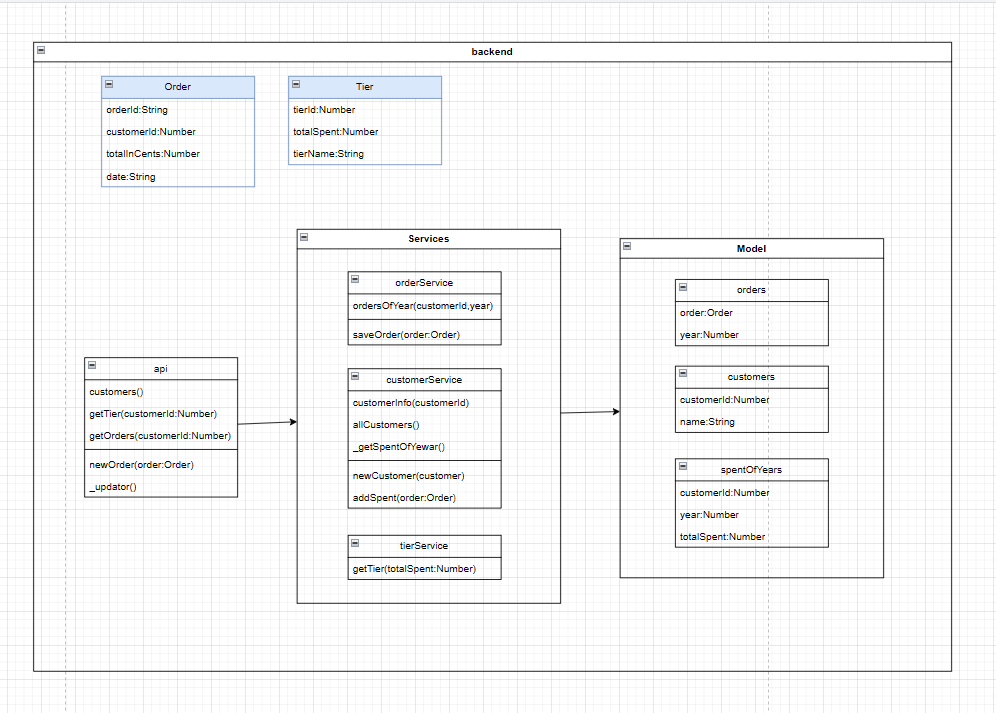 backend
Order
orderId:String
customerId:Number
totalInCents:Number
date:String
Tier
tierId:Number
totalSpent:Number
tierName:String
api
customers()
getTier(customerId:Number)
getOrders(customerId:Number)
newOrder(order:Order)
_updator()
Services
orderService
ordersOfYear(customerId,year)
saveOrder(order:Order)
customerService
customerInfo(customerId)
allCustomers()
_getSpentOfYewar()
newCustomer(customer)
addSpent(order:Order)
tierService
getTier(totalSpent:Number)
Model
orders
order:Order
year:Number
customers
customerId:Number
name:String
spentOfYears
customerId:Number
year:Number
totalSpent:Number